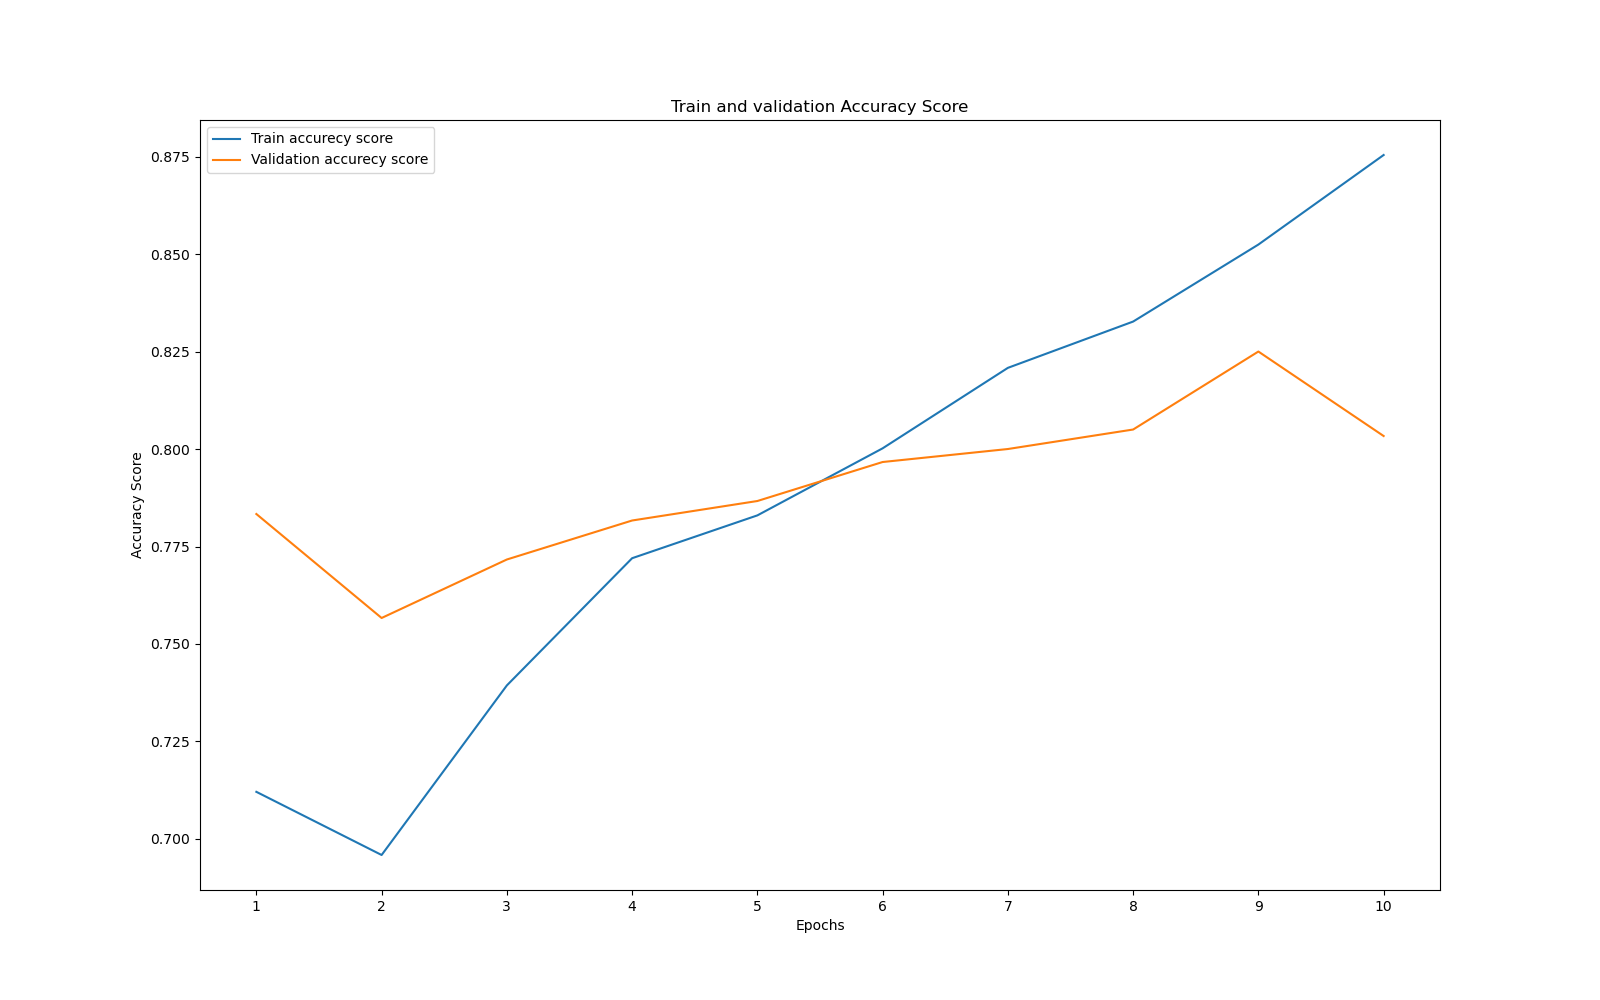 Train and validation Accuracy Score
Train accurecy score
Validation accurecy score
0.875
0.850
0.825
0.800
0.775
0.750
0.725
0.700
Accuracy Score
1 2 3 4 5 6 7 8 9 10
Epochs